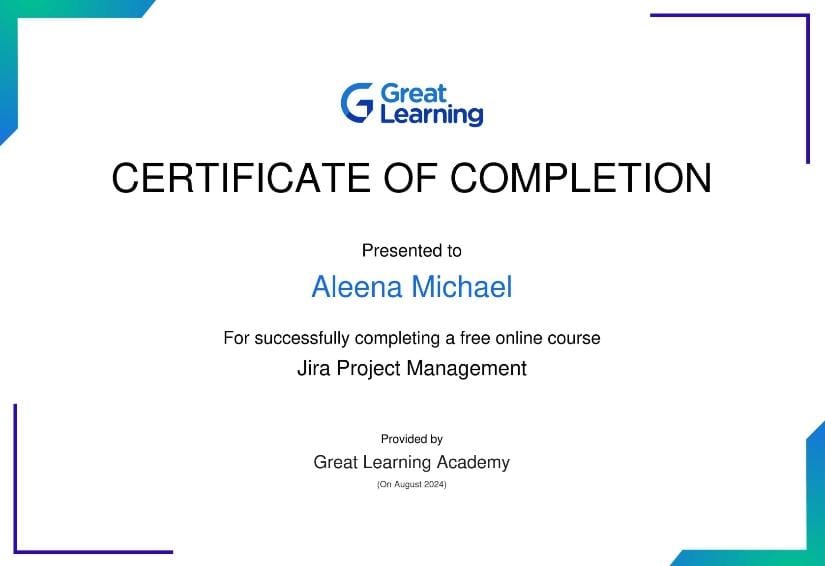 Great
Learning
CERTIFICATE OF COMPLETION
Presented to
Aleena Michael
For successfully completing a free online course
Jira Project Management
Provided by
Great Learning Academy
(On August 2024)